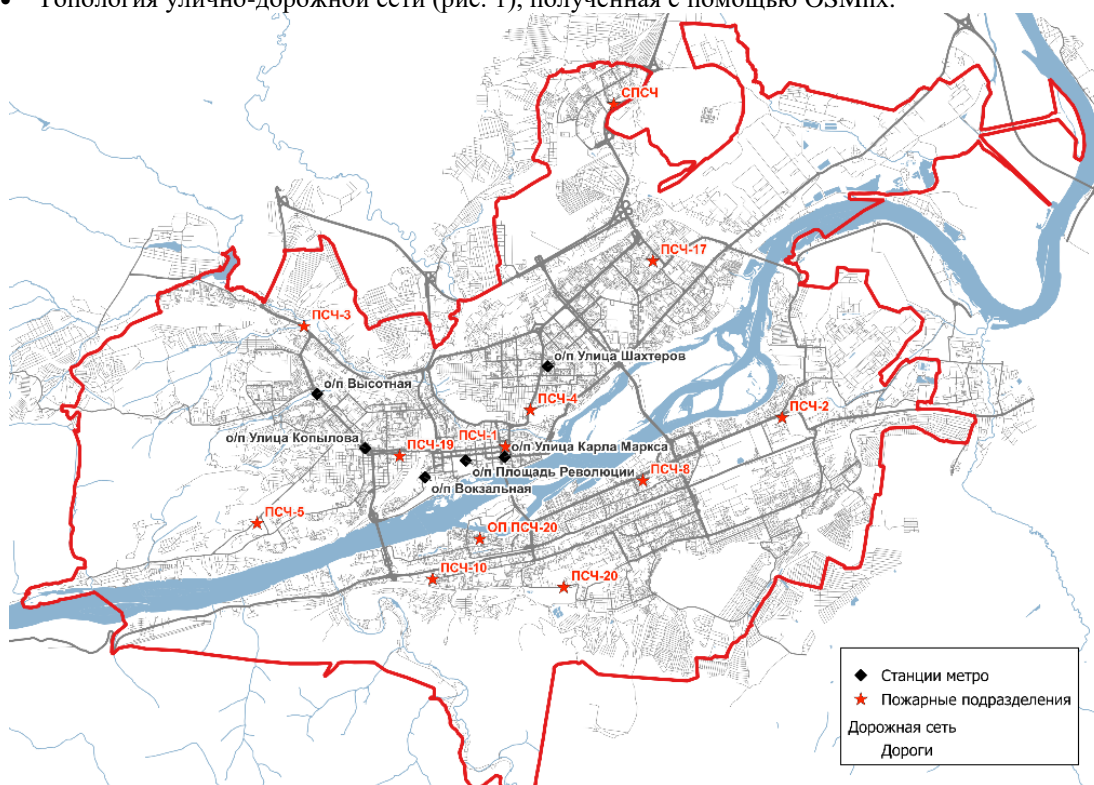 • Топология улично-дорожной сети (рис. 1), полученная с помощью OSMnx.
СПСЧ
ПСЧ-17
ПСЧ-3
о/п Улица Шахтеров
о/п Высотная
ПСЧ-4
ПСЧ-2
о/п Улица Копылова
ПСЧ-19
ПСЧ-1
о/п Улица Карла Маркса
о/п Площадь Революции
ПСЧ-8
о/п Вокзальная
ПСЧ-5
ОП ПСЧ-20
ПСЧ-10
ПСЧ-20
Станции метро
Пожарные подразделения
Дорожная сеть
Дороги